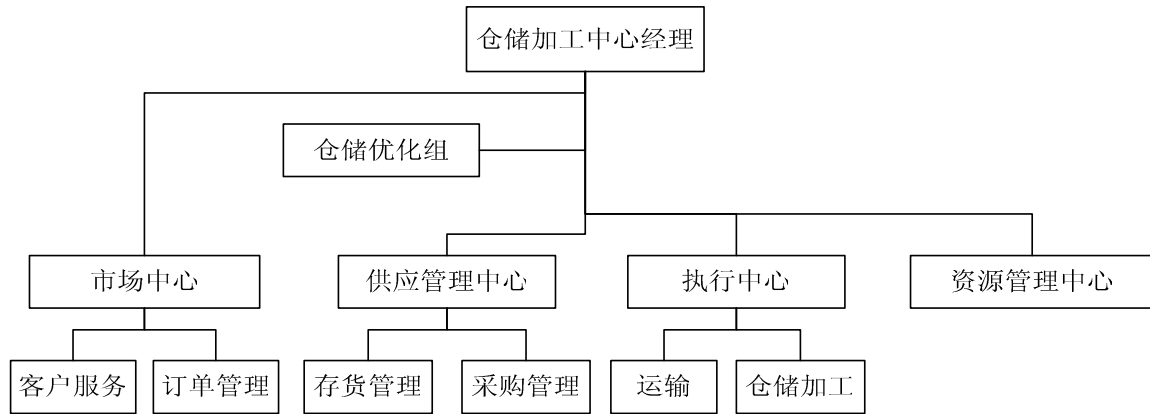 仓储加工中心经理
仓储优化组
市场中心
供应管理中心
执行中心
资源管理中心
客户服务
订单管理
存货管理
采购管理
运输
仓储加工